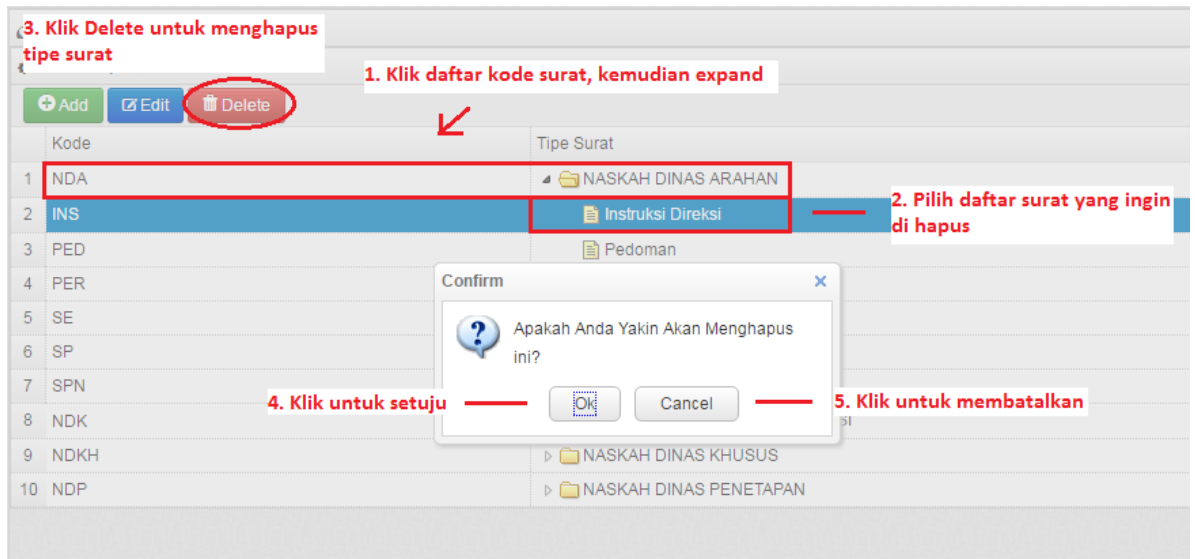 3. Klik Delete untuk menghapus
tipe surat
1. Klik daftar kode surat, kemudian expand
Add Edit Delete
Kode Tipe Surat
1 NDA NASKAH DINAS ARAHAN
2 INS Instruksi Direksi
2. Pilih daftar surat yang ingin
di hapus
3 PED Pedoman
4 PER
5 SE
6 SP
7 SPN
8 NDK
Confirm
Apakah Anda Yakin Akan Menghapus
ini?
4. Klik untuk setuju
Ok Cancel
5. Klik untuk membatalkan
9 NDKH NASKAH DINAS KHUSUS
10 NDP NASKAH DINAS PENETAPAN